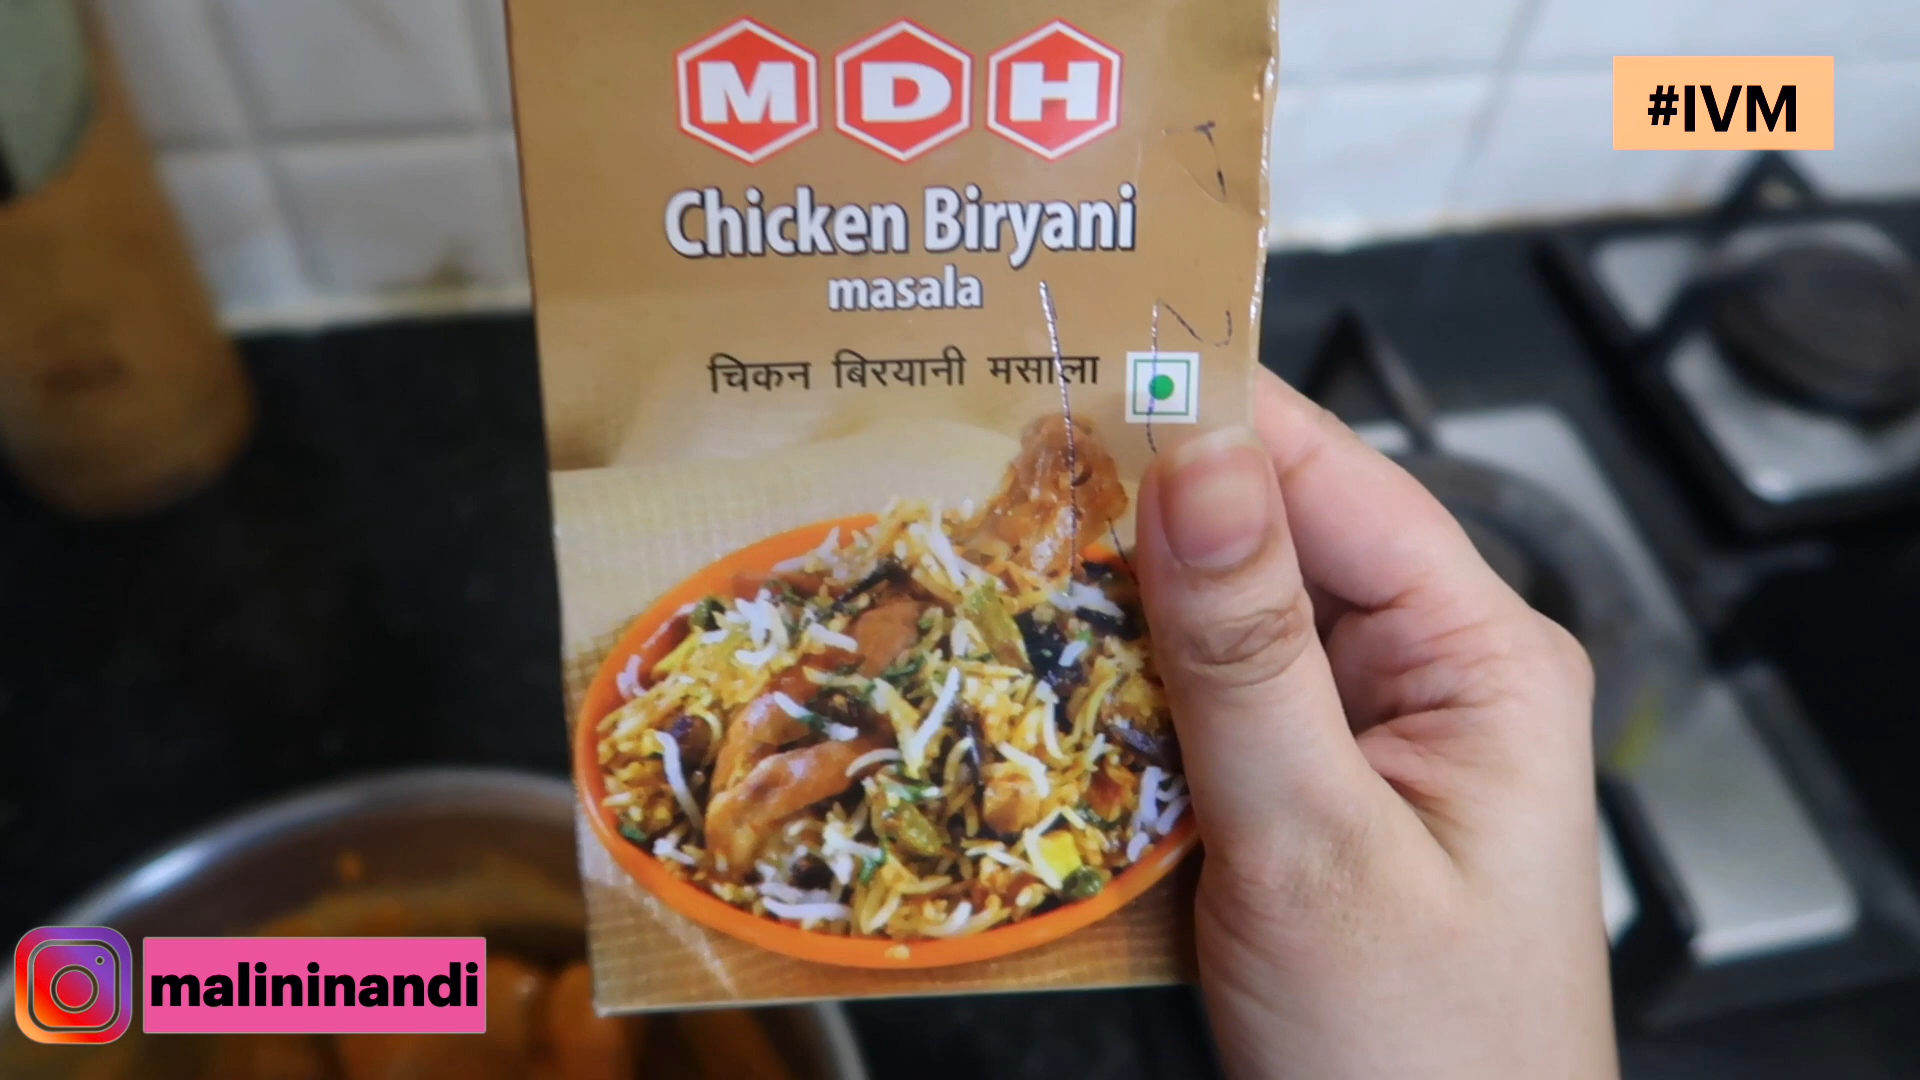 MDH
#IVM
Chicken Biryani
masala
चिकन बिरयानी मसाला
malininandi